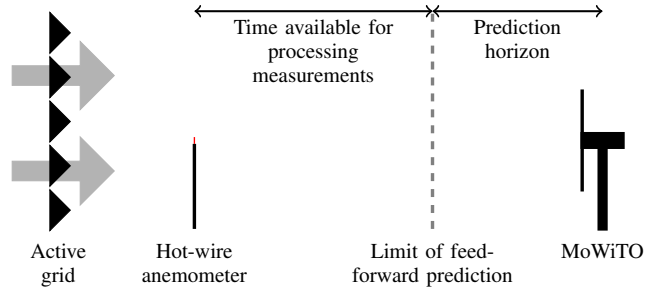 Time available for
processing
measurements
Prediction
horizon
Active
grid
Hot-wire
anemometer
Limit of feed-
forward prediction
MoWiTO